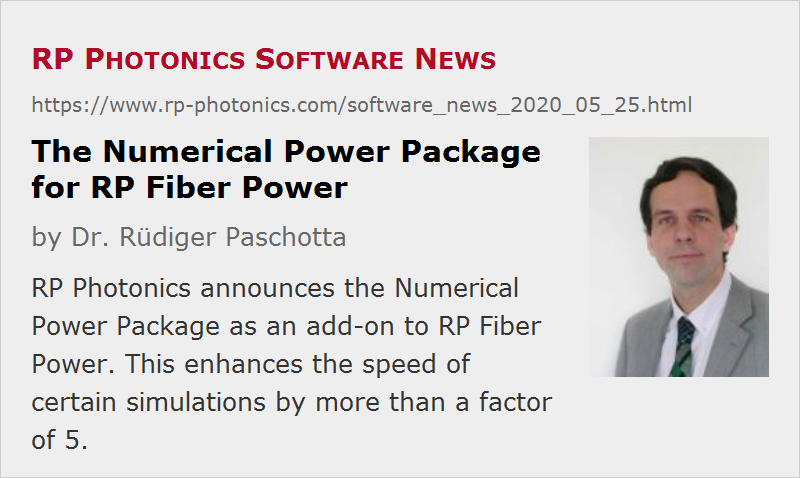 RP Photonics Software News
https://www.rp-photonics.com/software_news_2020_05_25.html
The Numerical Power Package
for RP Fiber Power
by Dr. Rüdiger Paschotta
RP Photonics announces the Numerical
Power Package as an add-on to RP Fiber
Power. This enhances the speed of
certain simulations by more than a factor
of 5.